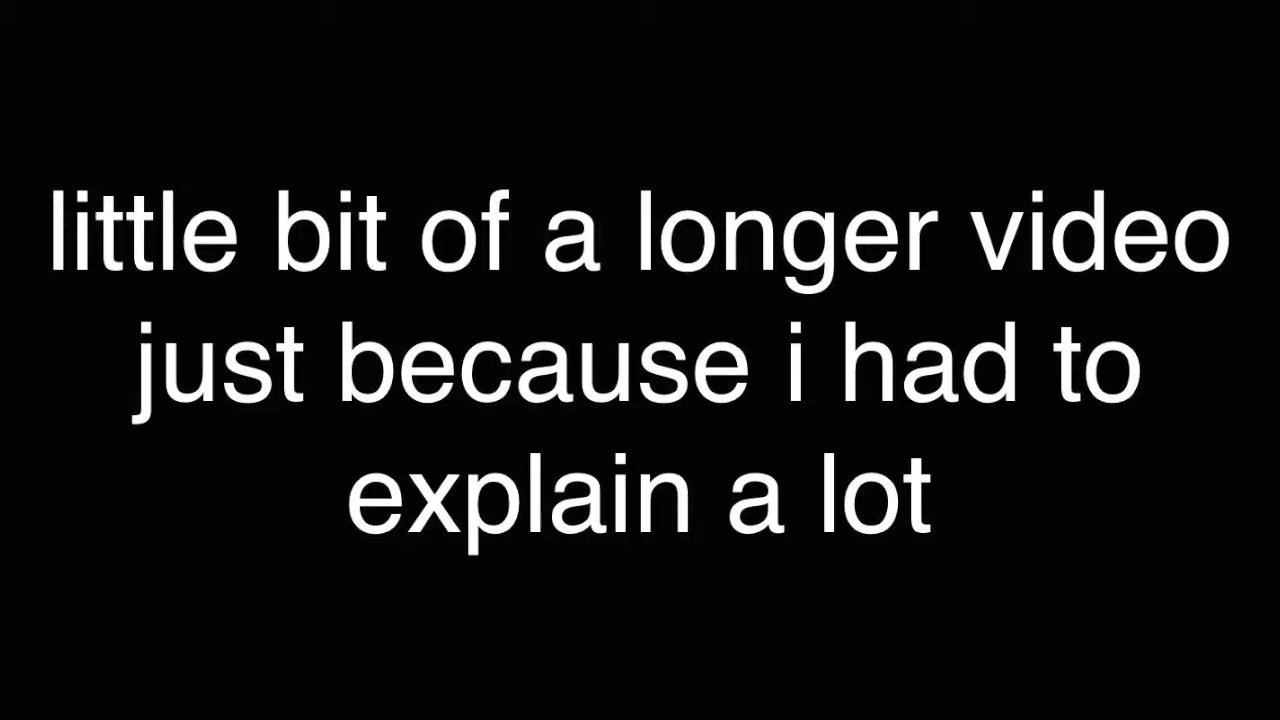 little bit of a longer video
just because i had to
explain a lot